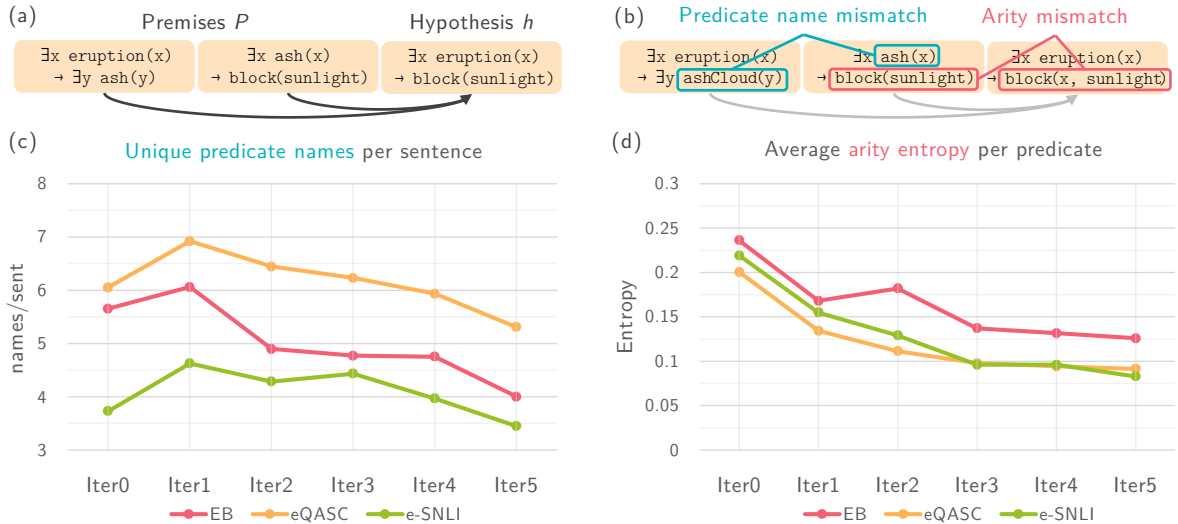 (a)
Premises P
Hypothesis h
∃x eruption(x)
→ ∃y ash(y)
∃x ash(x)
→ block(sunlight)
∃x eruption(x)
→ block(sunlight)
(b)
Predicate name mismatch
Arity mismatch
∃x eruption(x)
→ ∃y ashCloud(y)
∃x ash(x)
→ block(sunlight)
∃x eruption(x)
→ block(x, sunlight)
(c)
Unique predicate names per sentence
names/sent
8
7
6
5
4
3
Iter0 Iter1 Iter2 Iter3 Iter4 Iter5
EB eQASC e-SNLI
(d)
Average arity entropy per predicate
Entropy
0.3
0.25
0.2
0.15
0.1
0.05
0
Iter0 Iter1 Iter2 Iter3 Iter4 Iter5
EB eQASC e-SNLI